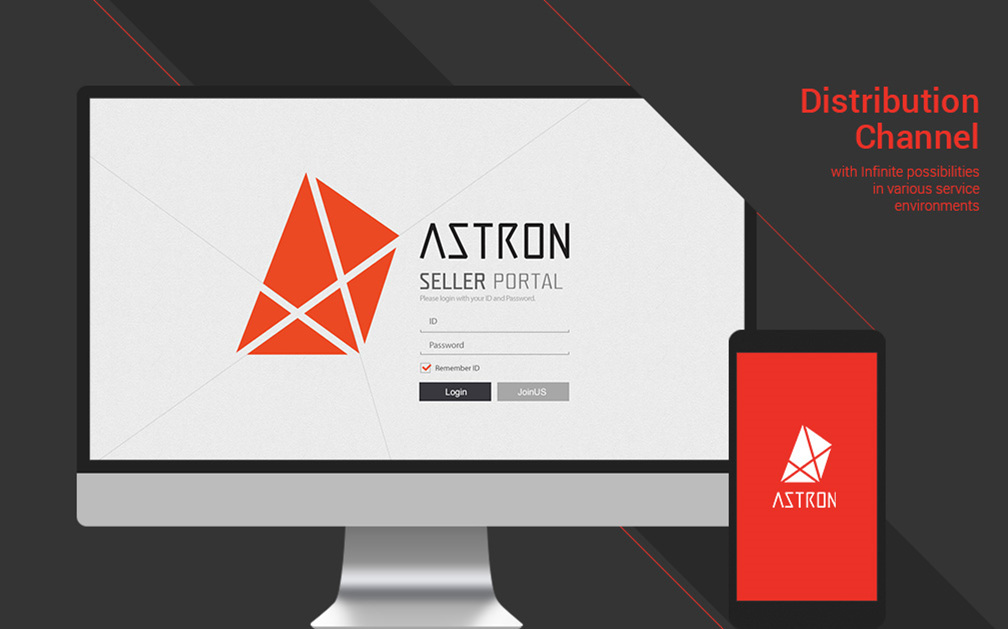 Distribution
Channel
with Infinite possibilities
in various service
environments
ASTRON
SELLER PORTAL
Please login with your ID and Password.
ID
Password
Remember ID
Login
JoinUS
ASTRON